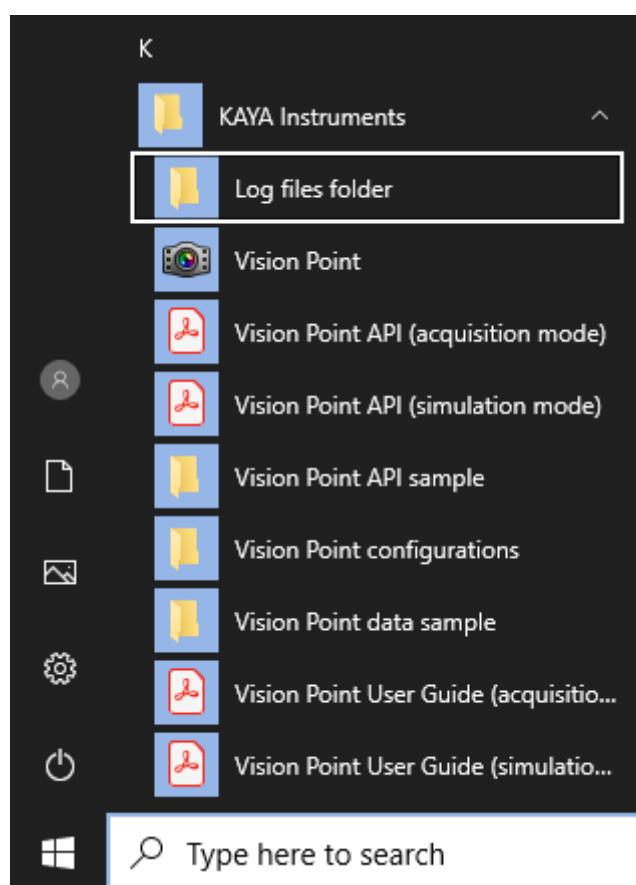 K
KAYA Instruments
Log files folder
Vision Point
Vision Point API (acquisition mode)
Vision Point API (simulation mode)
Vision Point API sample
Vision Point configurations
Vision Point data sample
Vision Point User Guide (acquisitio...
Vision Point User Guide (simulatio...
Type here to search